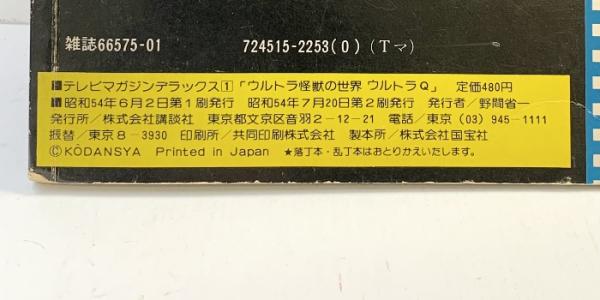 雑誌66575-01 724515-2253(0)(Tマ)
テレビマガジンデラックス1「ウルトラ怪獣の世界 ウルトラQ」 定価480円
昭和54年6月2日第1刷発行 昭和54年7月20日第2刷発行 発行者/野間省一
発行所/株式会社講談社 東京都文京区音羽2-12-21 電話/東京(03)945-1111
振替/東京8-3930 印刷所/共同印刷株式会社 製本所/株式会社国宝社
©KŌDANSYA Printed in Japan ★落丁本・乱丁本はおとりかえいたします。